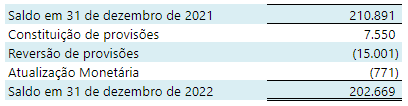 Saldo em 31 de dezembro de 2021 210.891
Constituição de provisões 7.550
Reversão de provisões (15.001)
Atualização Monetária (771)
Saldo em 31 de dezembro de 2022 202.669